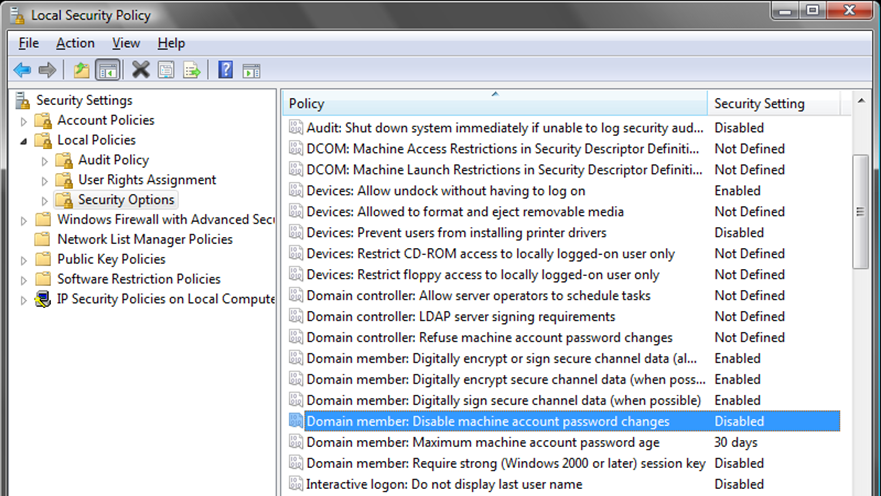 Local Security Policy
File Action View Help
Security Settings
Account Policies
Local Policies
Audit Policy
User Rights Assignment
Security Options
Windows Firewall with Advanced Secu
Network List Manager Policies
Public Key Policies
Software Restriction Policies
IP Security Policies on Local Compute
Policy Security Setting
Audit: Shut down system immediately if unable to log security aud... Disabled
DCOM: Machine Access Restrictions in Security Descriptor Definiti... Not Defined
DCOM: Machine Launch Restrictions in Security Descriptor Definiti... Not Defined
Devices: Allow undock without having to log on Enabled
Devices: Allowed to format and eject removable media Not Defined
Devices: Prevent users from installing printer drivers Disabled
Devices: Restrict CD-ROM access to locally logged-on user only Not Defined
Devices: Restrict floppy access to locally logged-on user only Not Defined
Domain controller: Allow server operators to schedule tasks Not Defined
Domain controller: LDAP server signing requirements Not Defined
Domain controller: Refuse machine account password changes Not Defined
Domain member: Digitally encrypt or sign secure channel data (al... Enabled
Domain member: Digitally encrypt secure channel data (when poss... Enabled
Domain member: Digitally sign secure channel data (when possible) Enabled
Domain member: Disable machine account password changes Disabled
Domain member: Maximum machine account password age 30 days
Domain member: Require strong (Windows 2000 or later) session key Disabled
Interactive logon: Do not display last user name Disabled